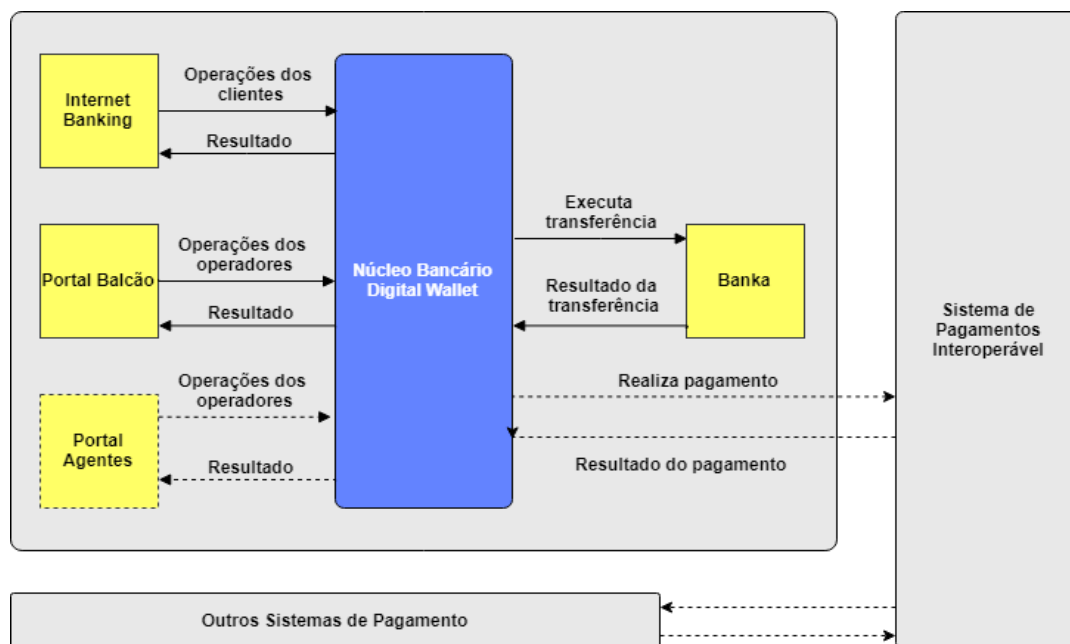 Internet
Banking
Operações dos
clientes
Resultado
Portal Balcão
Operações dos
operadores
Resultado
Portal
Agentes
Operações dos
operadores
Resultado
Núcleo Bancário
Digital Wallet
Executa
transferência
Resultado da
transferência
Banka
Realiza pagamento
Resultado do pagamento
Sistema de
Pagamentos
Interoperável
Outros Sistemas de Pagamento